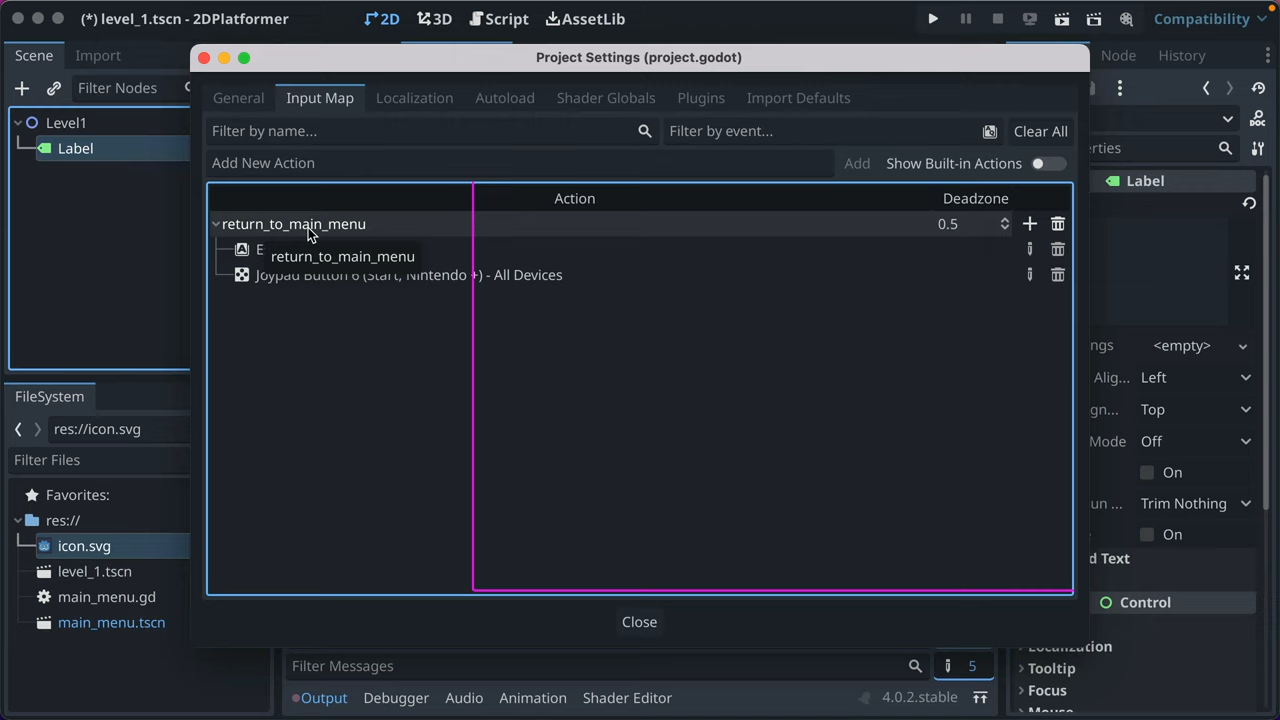 (*) level_1.tscn - 2DPlatformer
2D
3D
Script
AssetLib
Compatibility
Scene
Import
Node
History
Project Settings (project.godot)
Filter Nodes
General
Input Map
Localization
Autoload
Shader Globals
Plugins
Import Defaults
Level1
Label
Filter by name...
Filter by event...
Clear All
Add New Action
Add
Show Built-in Actions
Label
Action
Deadzone
return_to_main_menu
0.5
E
return_to_main_menu
Joypad Button 6 (Start, Nintendo +) - All Devices
<empty>
Alig...
Left
Top
Mode
Off
On
Trim Nothing
On
d Text
Control
Localization
Tooltip
Focus
Mouse
FileSystem
res://icon.svg
Filter Files
Favorites:
res://
icon.svg
level_1.tscn
main_menu.gd
main_menu.tscn
Close
Filter Messages
5
Output
Debugger
Audio
Animation
Shader Editor
4.0.2.stable